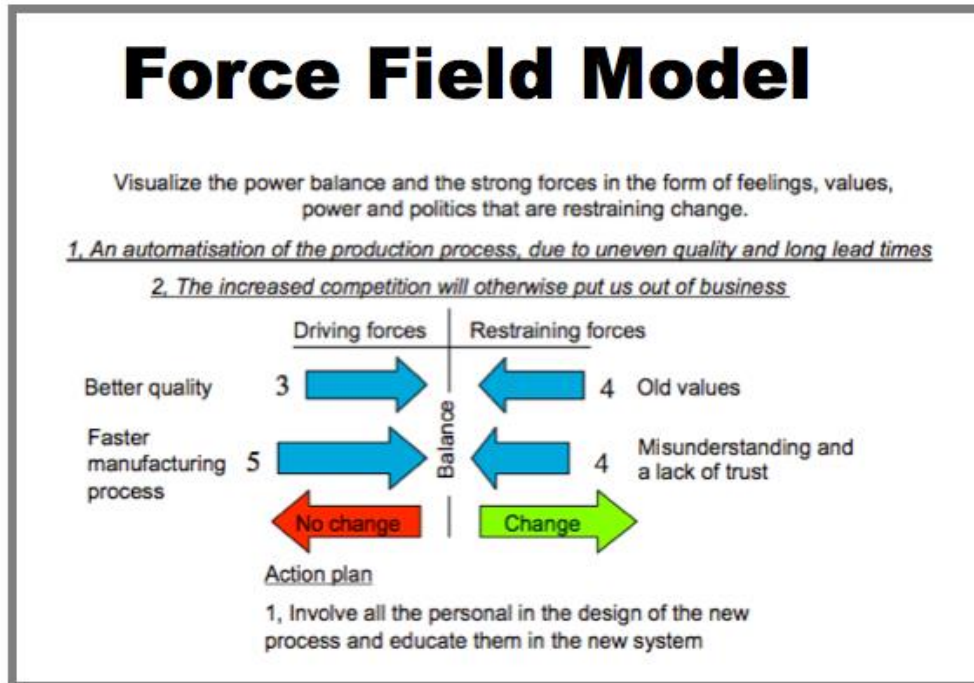 Force Field Model
Visualize the power balance and the strong forces in the form of feelings, values,
power and politics that are restraining change.
1, An automatisation of the production process, due to uneven quality and long lead times
2, The increased competition will otherwise put us out of business
Driving forces
Restraining forces
Better quality
3
4
Old values
Balance
Faster
manufacturing
process
5
4
Misunderstanding and
a lack of trust
No change
Change
Action plan
1, Involve all the personal in the design of the new
process and educate them in the new system